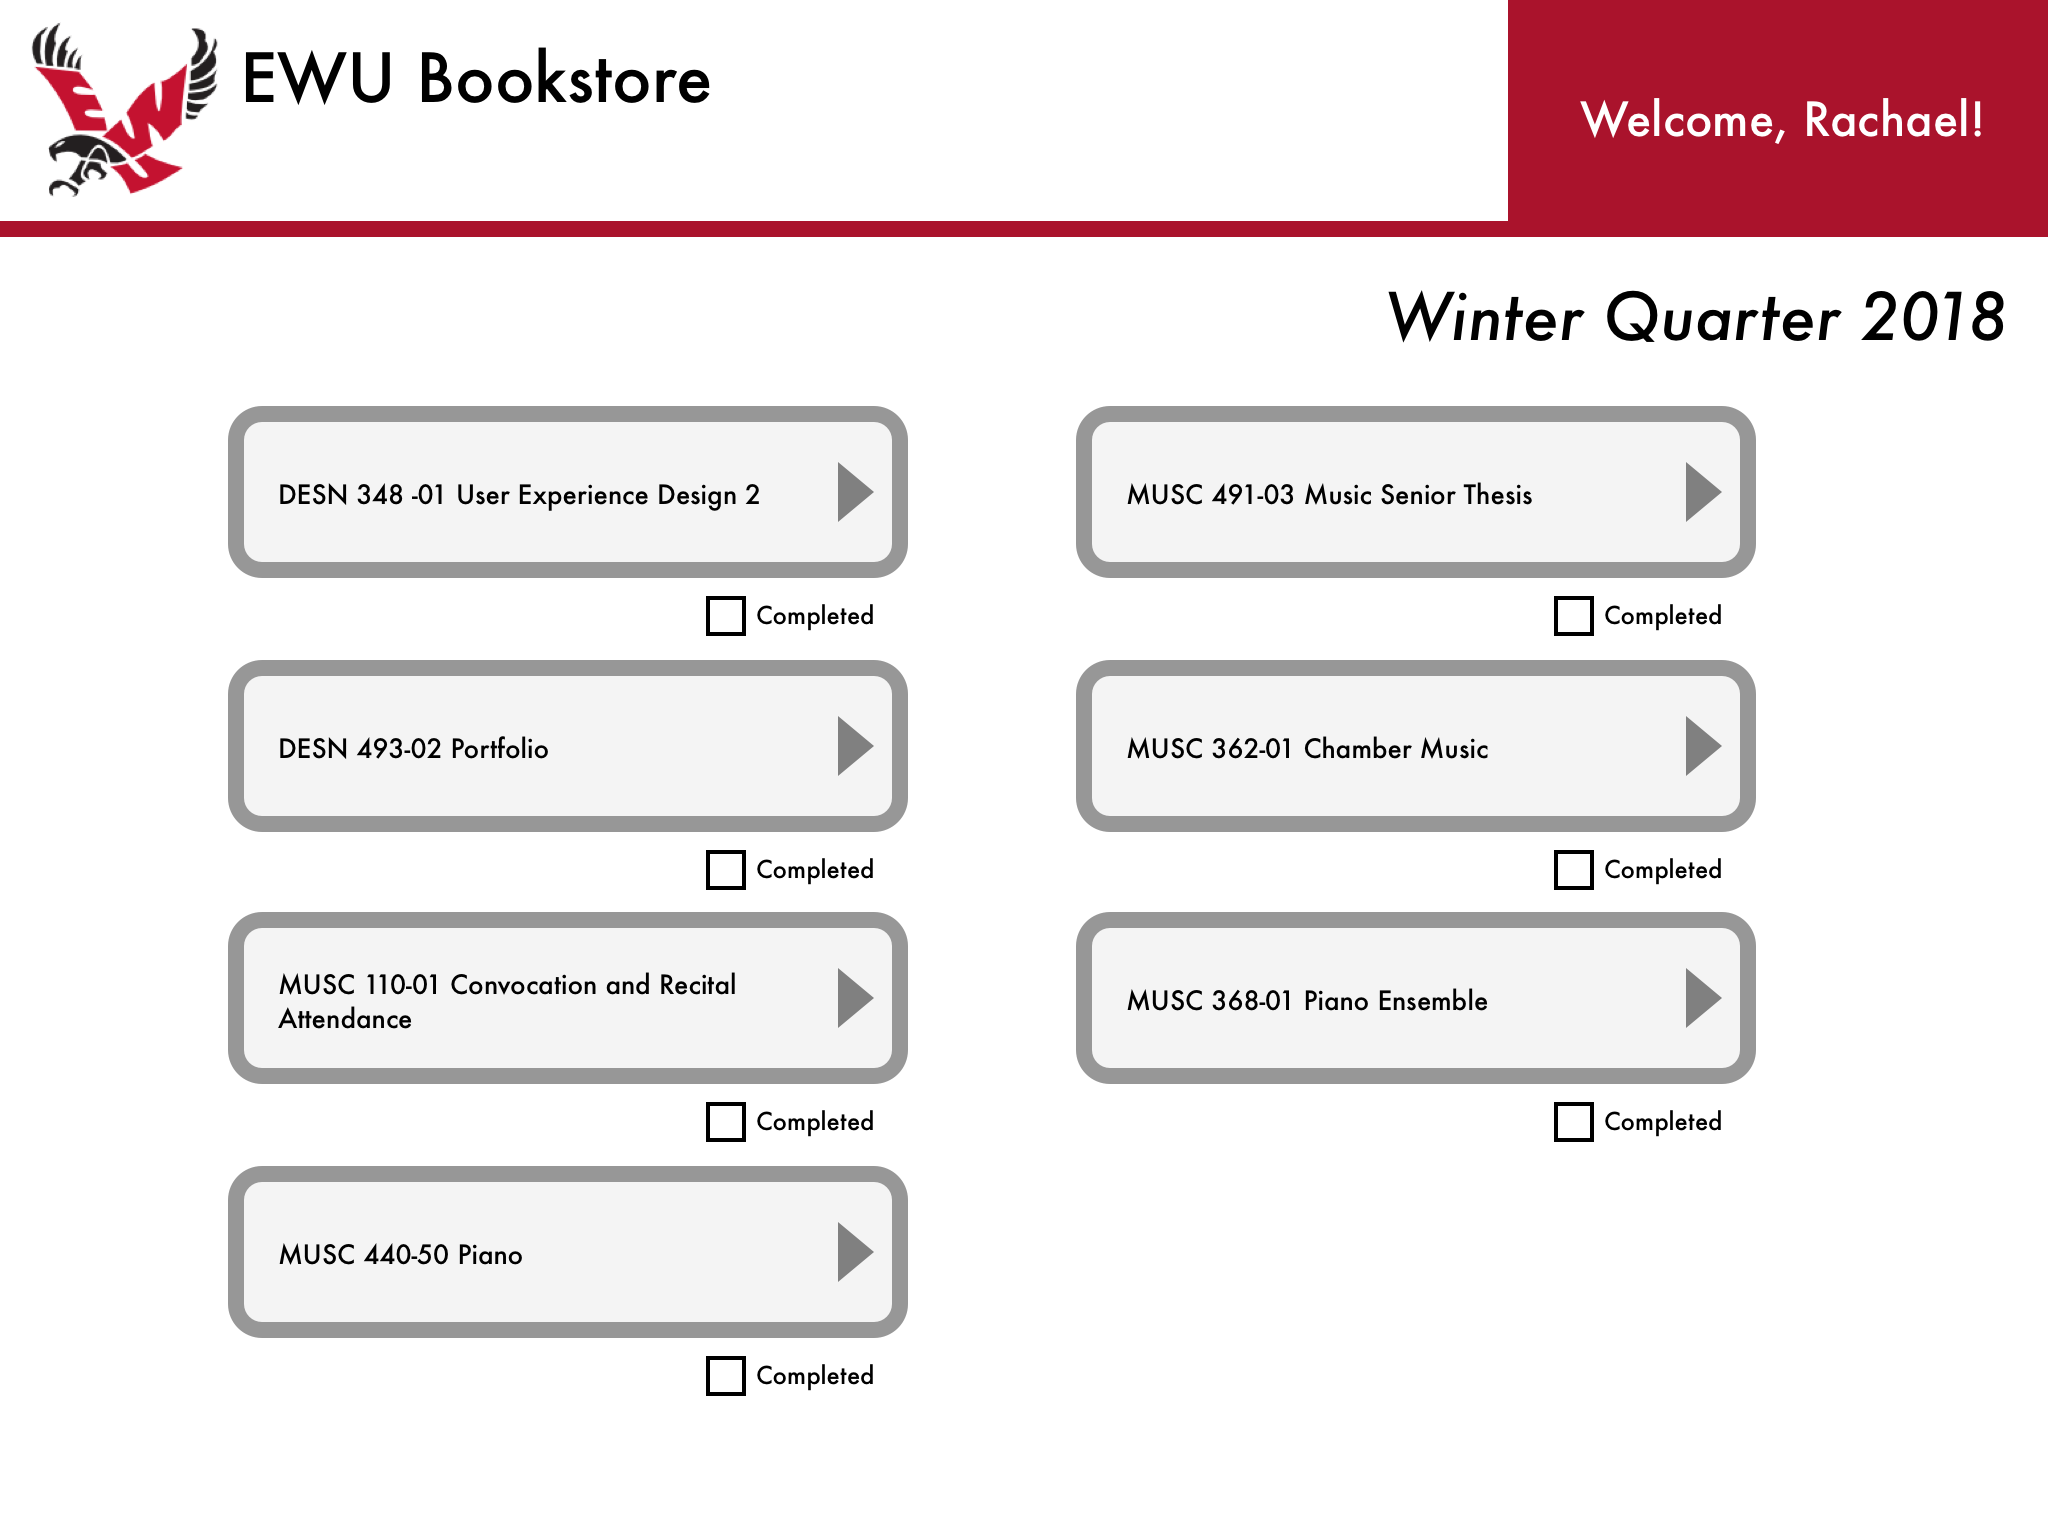 EWU
EWU Bookstore
Welcome, Rachael!
Winter Quarter 2018
DESN 348 -01 User Experience Design 2
Completed
DESN 493-02 Portfolio
Completed
MUSC 110-01 Convocation and Recital
Attendance
Completed
MUSC 440-50 Piano
Completed
MUSC 491-03 Music Senior Thesis
Completed
MUSC 362-01 Chamber Music
Completed
MUSC 368-01 Piano Ensemble
Completed